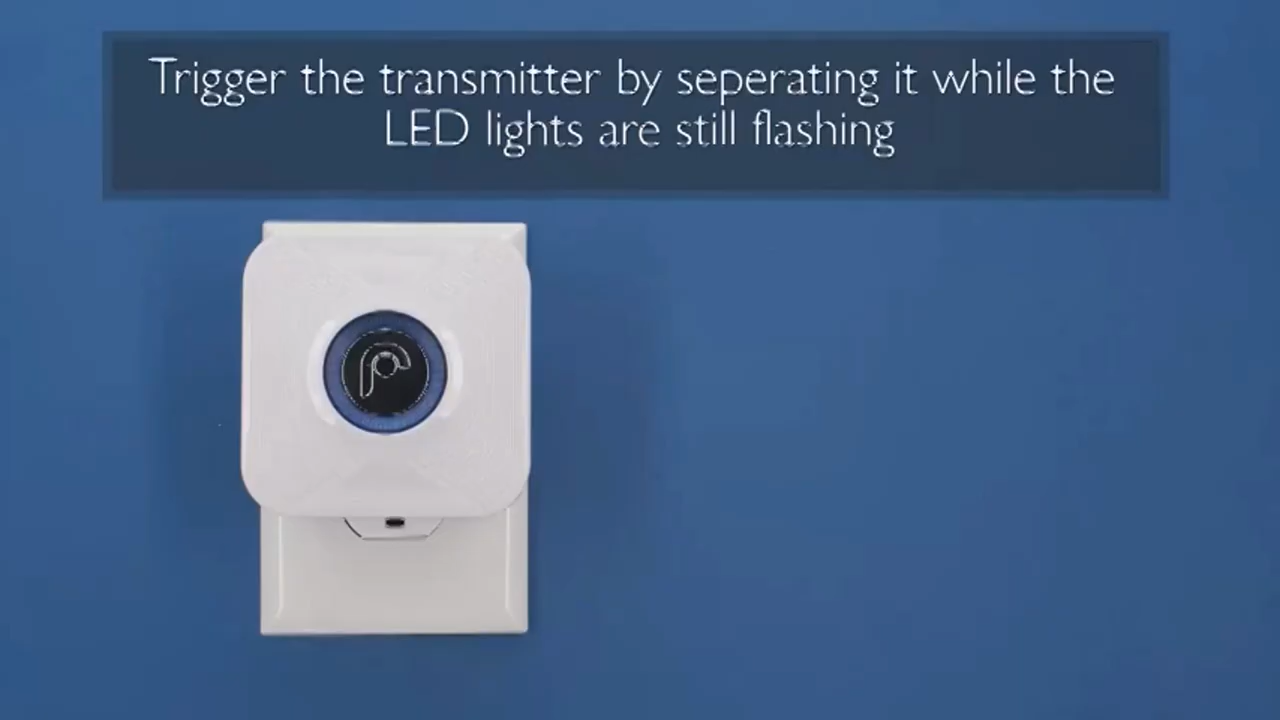 Trigger the transmitter by seperating it while the
LED lights are still flashing